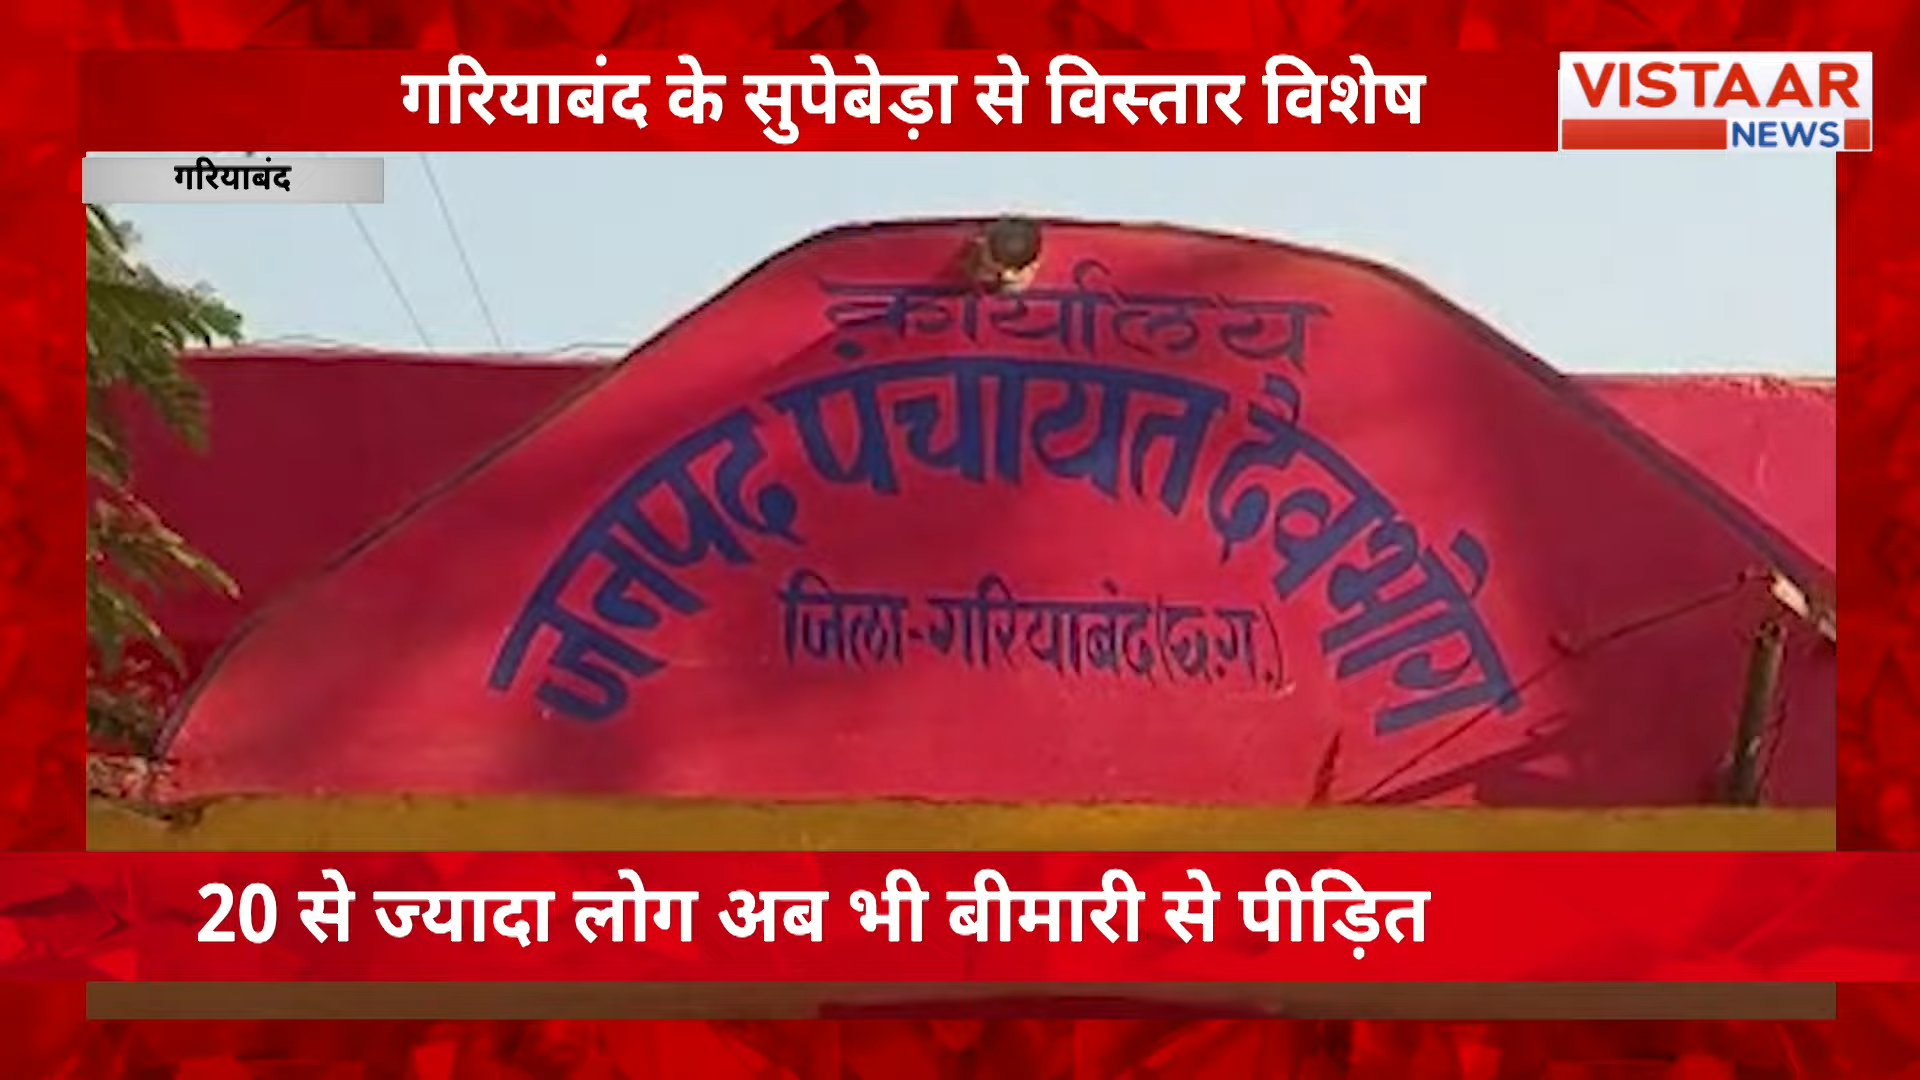 गरियाबंद के सुपेबेड़ा से विस्तार विशेष
VISTAAR
NEWS
गरियाबंद
कार्यालय
जनपद पंचायत देवभोग
जिला-गरियाबंद(छ.ग.)
20 से ज्यादा लोग अब भी बीमारी से पीड़ित